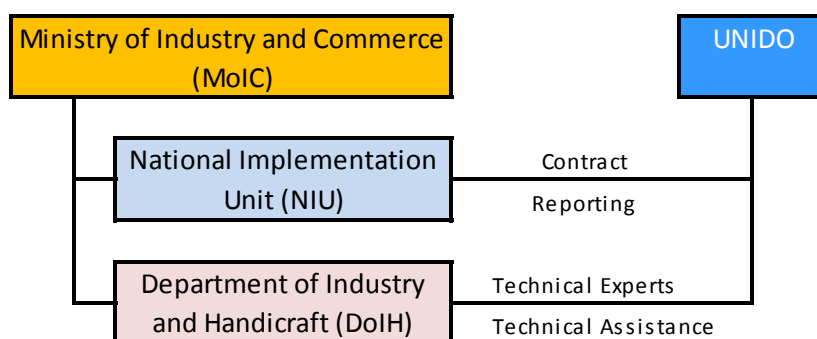 Ministry of Industry and Commerce
(MoIC)
UNIDO
National Implementation
Unit (NIU)
Contract
Reporting
Department of Industry
and Handicraft (DoIH)
Technical Experts
Technical Assistance